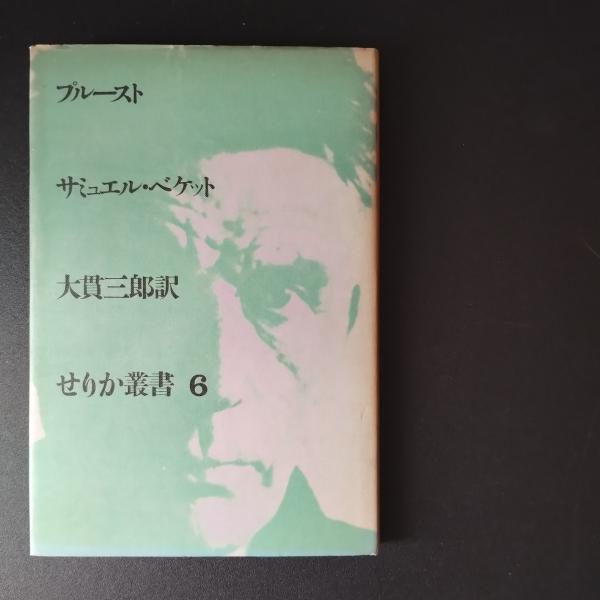 プルースト
サミュエル・ベケット
大貫三郎訳
せりか叢書 6